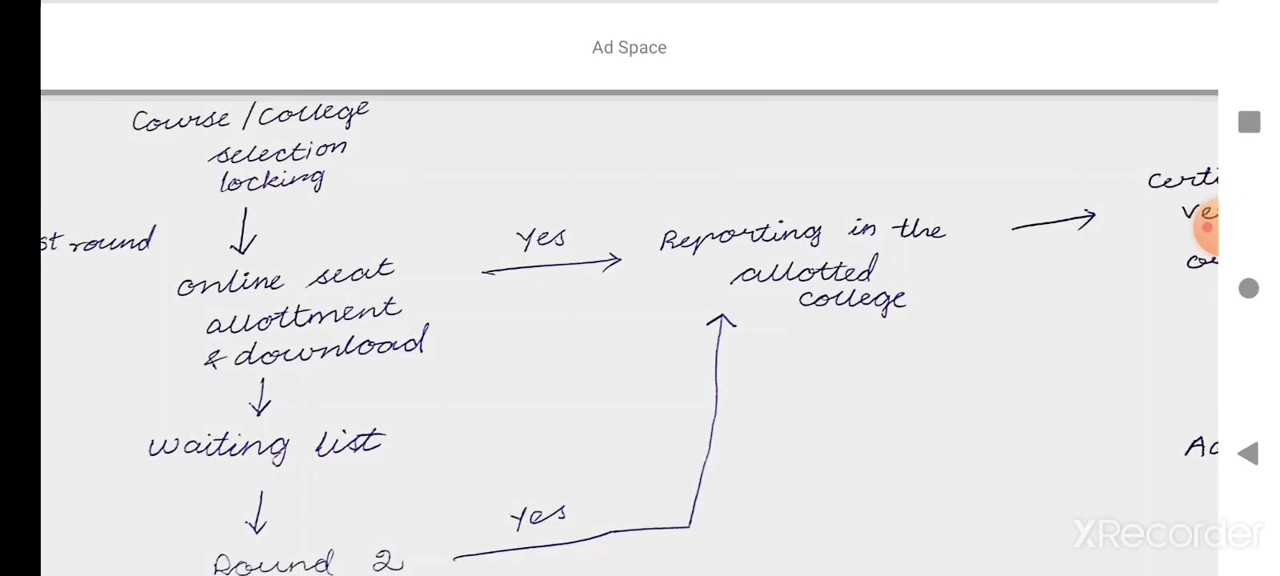 Ad Space
Course/College
selection
locking
st round
online seat
allottment
& download
Yes
Reporting in the
allotted
college
Waiting list
Yes
Round 2
XRecorder